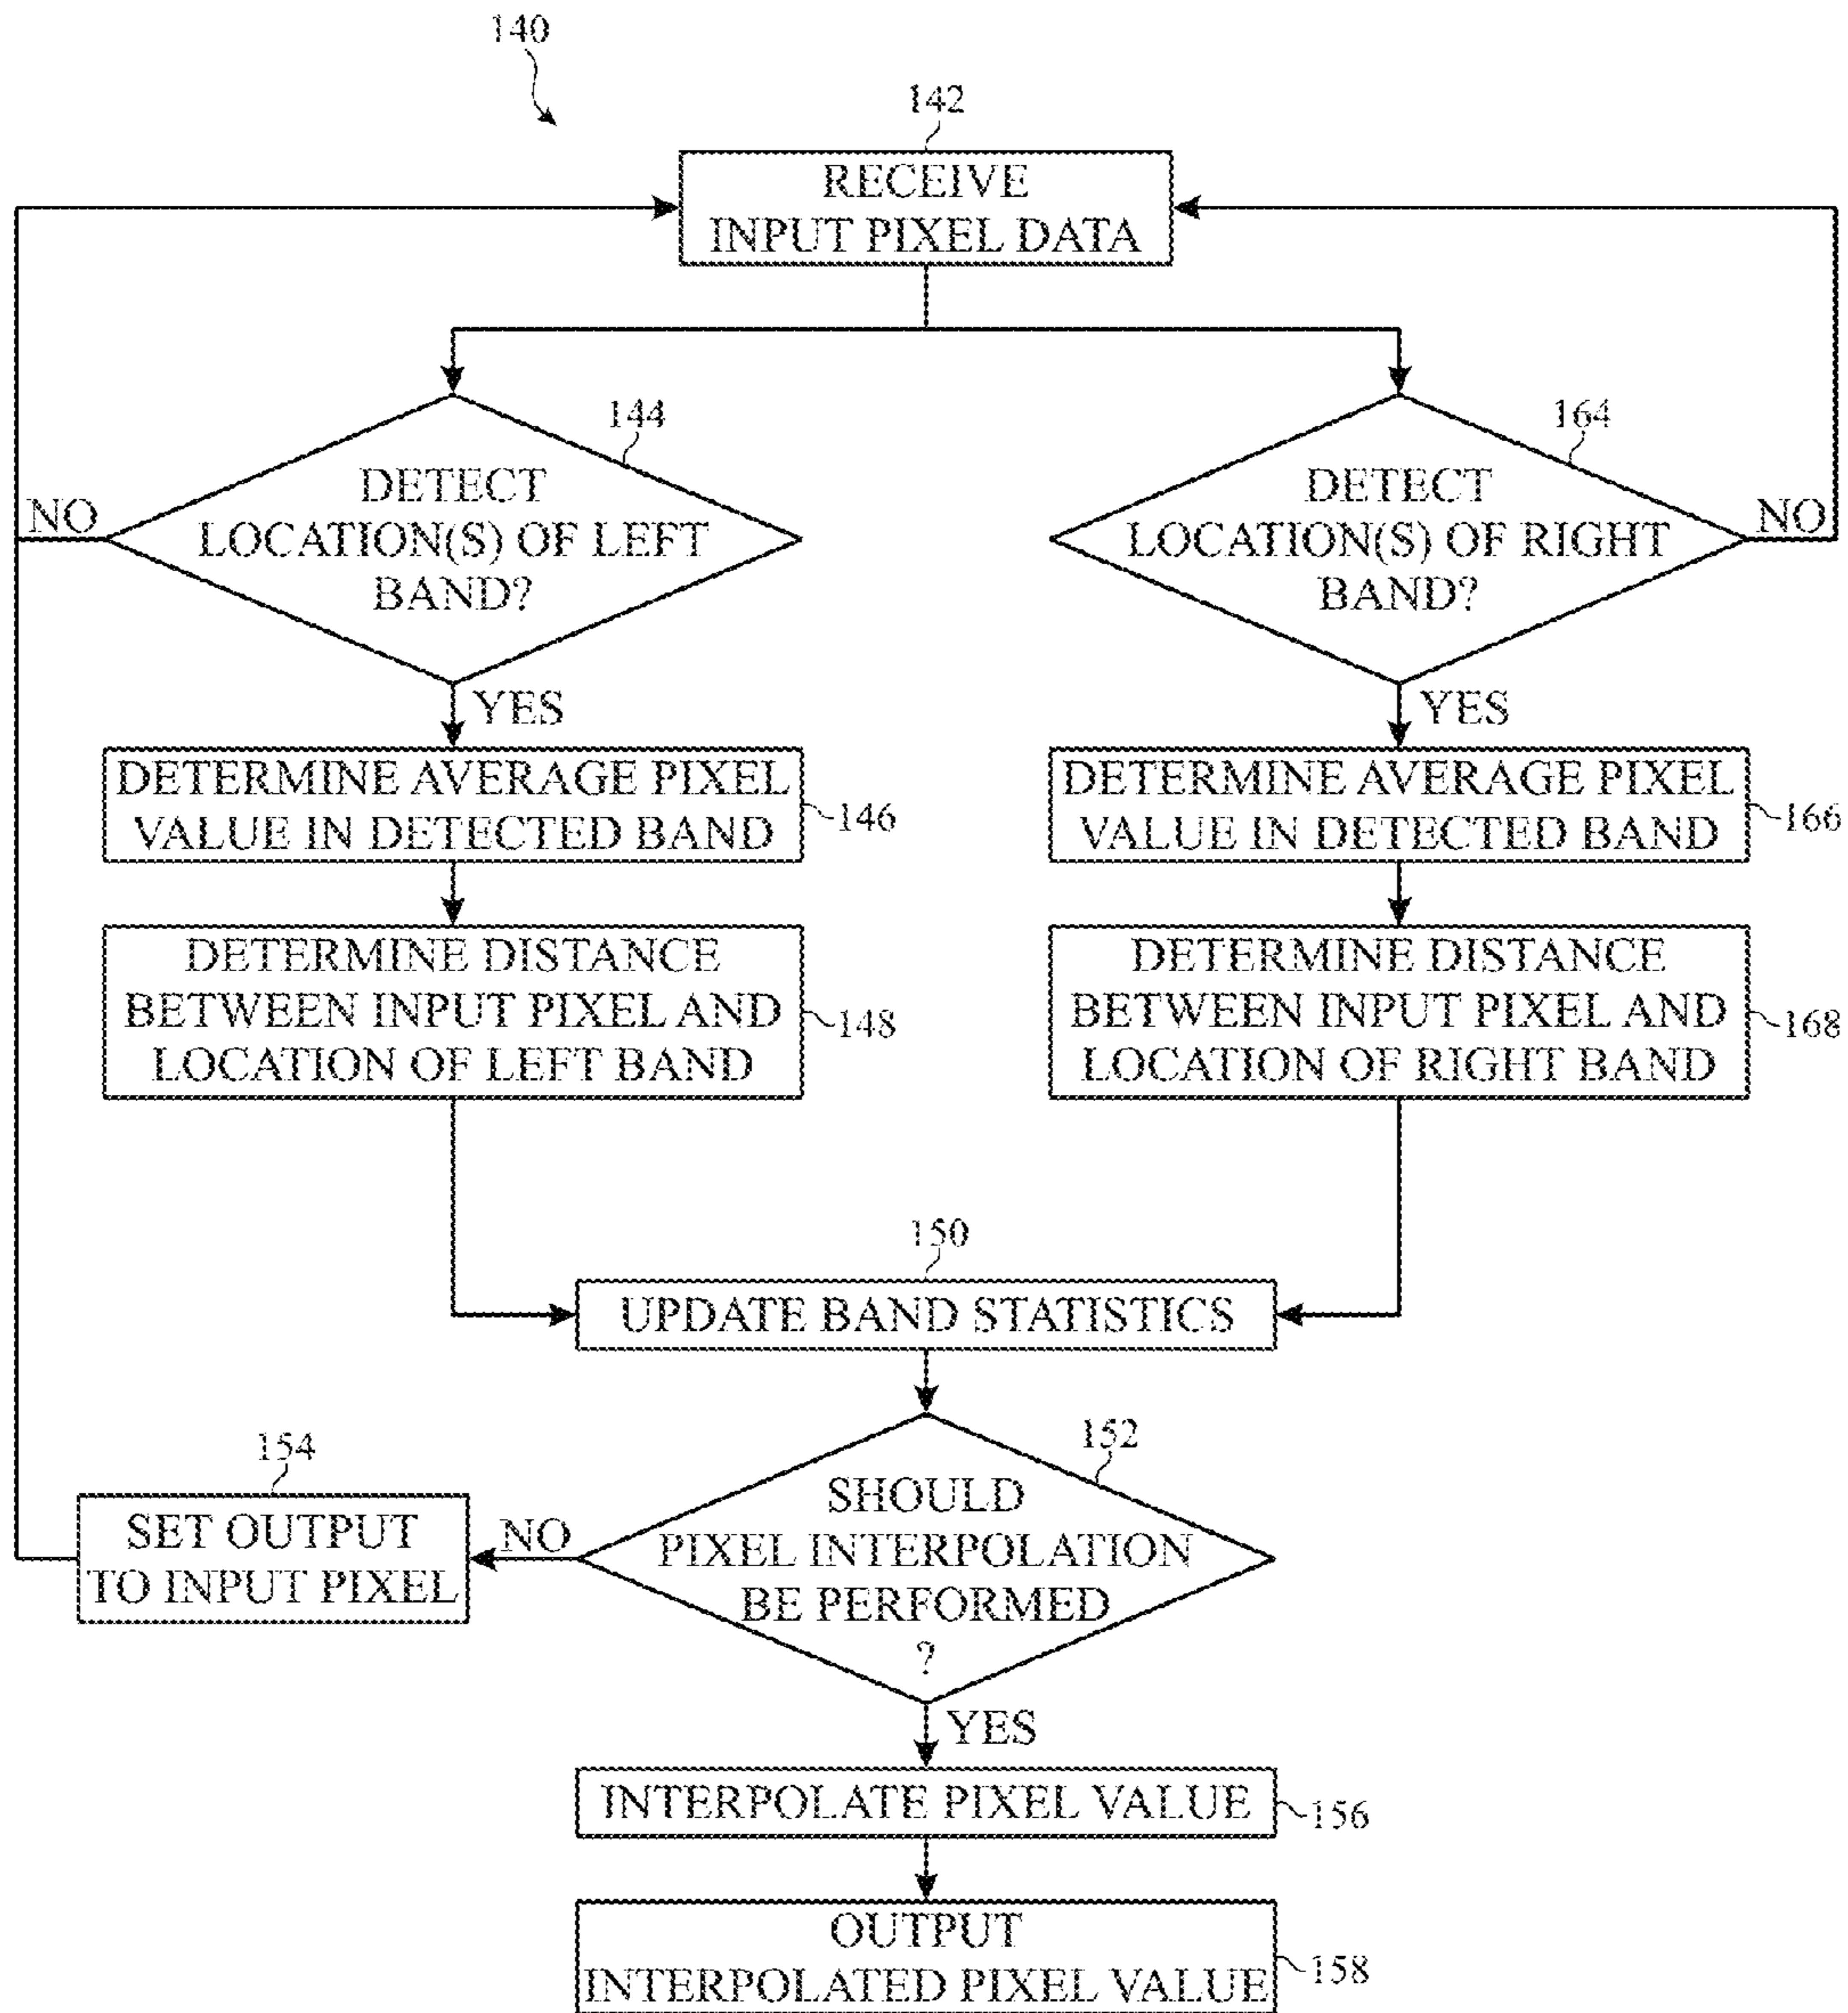 140
142
RECEIVE
INPUT PIXEL DATA
144
DETECT
LOCATION(S) OF LEFT
BAND?
NO
YES
164
DETECT
LOCATION(S) OF RIGHT
BAND?
NO
YES
DETERMINE AVERAGE PIXEL
VALUE IN DETECTED BAND
146
DETERMINE AVERAGE PIXEL
VALUE IN DETECTED BAND
166
DETERMINE DISTANCE
BETWEEN INPUT PIXEL AND
LOCATION OF LEFT BAND
148
DETERMINE DISTANCE
BETWEEN INPUT PIXEL AND
LOCATION OF RIGHT BAND
168
150
UPDATE BAND STATISTICS
152
SHOULD
PIXEL INTERPOLATION
BE PERFORMED
?
NO
154
SET OUTPUT
TO INPUT PIXEL
YES
INTERPOLATE PIXEL VALUE
156
OUTPUT
INTERPOLATED PIXEL VALUE
158